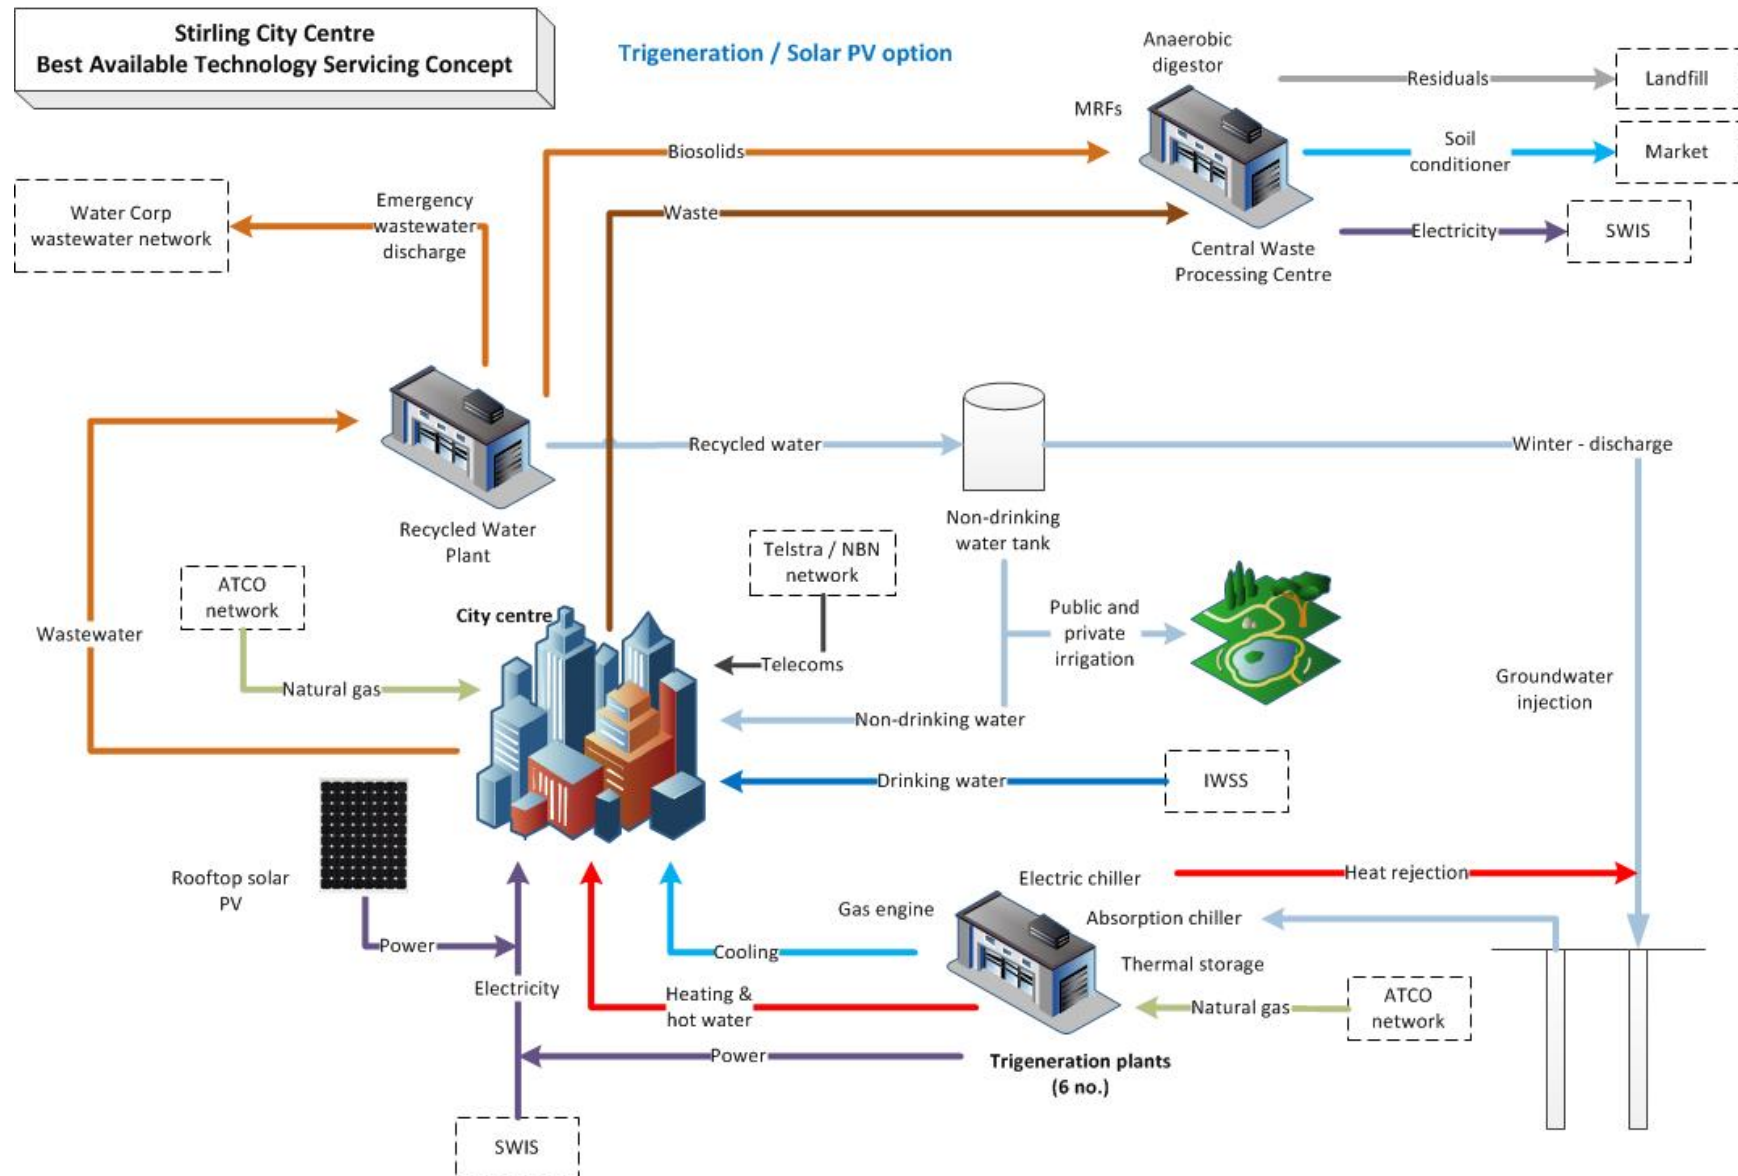 Stirling City Centre
Best Available Technology Servicing Concept
Trigeneration / Solar PV option
Anaerobic
digestor
MRFs
Residuals
Landfill
Biosolids
Soil
conditioner
Market
Waste
Electricity
SWIS
Central Waste
Processing Centre
Water Corp
wastewater network
Emergency
wastewater
discharge
Recycled water
Winter - discharge
Recycled Water
Plant
Non-drinking
water tank
Telstra / NBN
network
ATCO
network
City centre
Public and
private
irrigation
Wastewater
Telecoms
Natural gas
Groundwater
injection
Non-drinking water
Drinking water
IWSS
Rooftop solar
PV
Electric chiller
Heat rejection
Gas engine
Absorption chiller
Power
Cooling
Thermal storage
Electricity
Heating &
hot water
Natural gas
ATCO
network
Power
Trigeneration plants
(6 no.)
SWIS